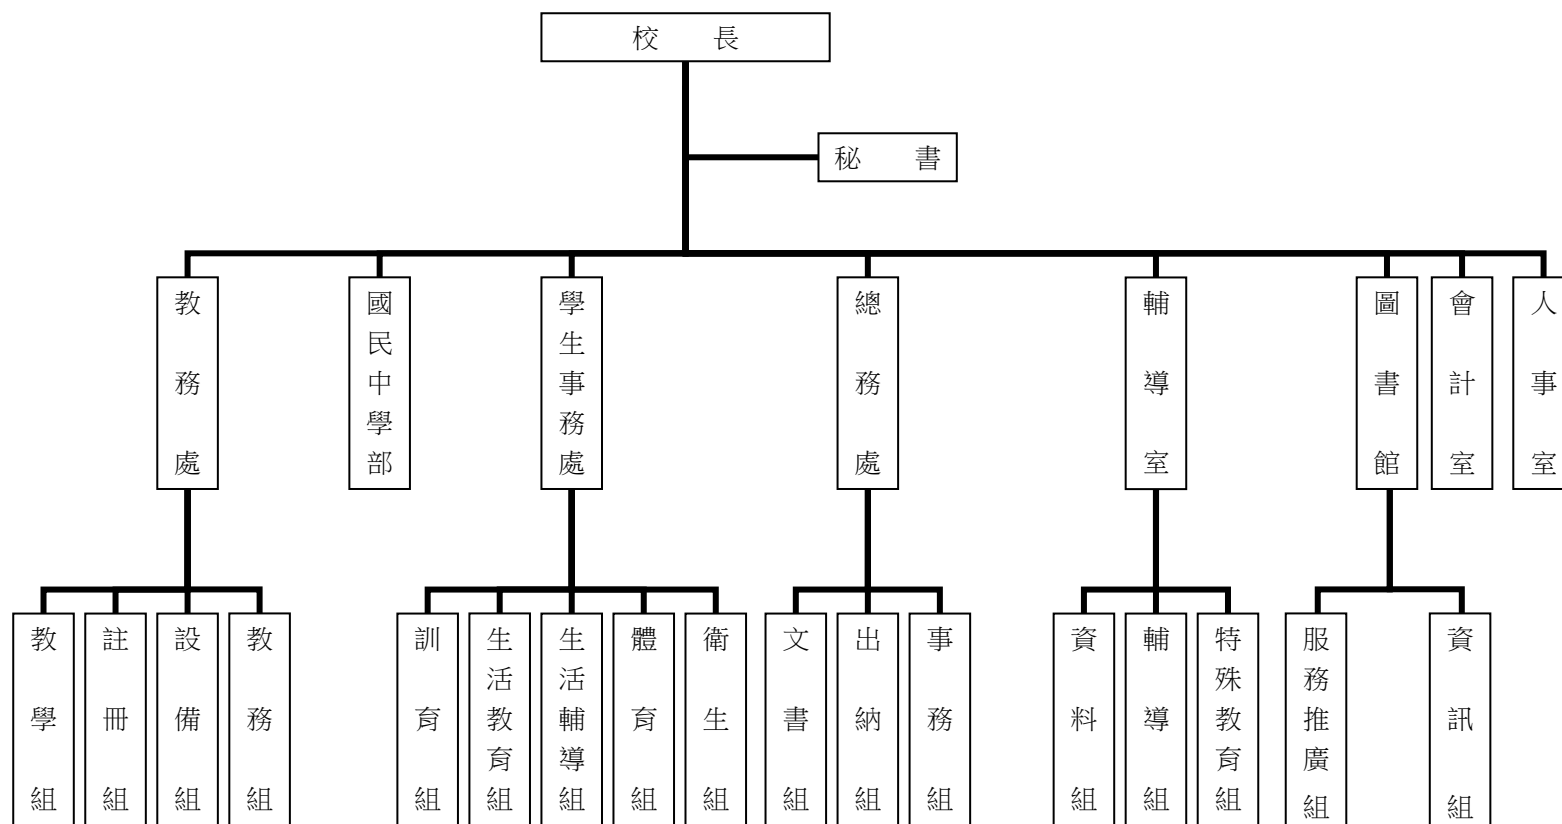 校長
秘書
教務處
國民中學部
學生事務處
總務處
輔導室
圖書館
會計室
人事室
教學組
註冊組
設備組
教務組
訓育組
生活教育組
生活輔導組
體育組
衛生組
文書組
出納組
事務組
資料組
輔導組
特殊教育組
服務推廣組
資訊組